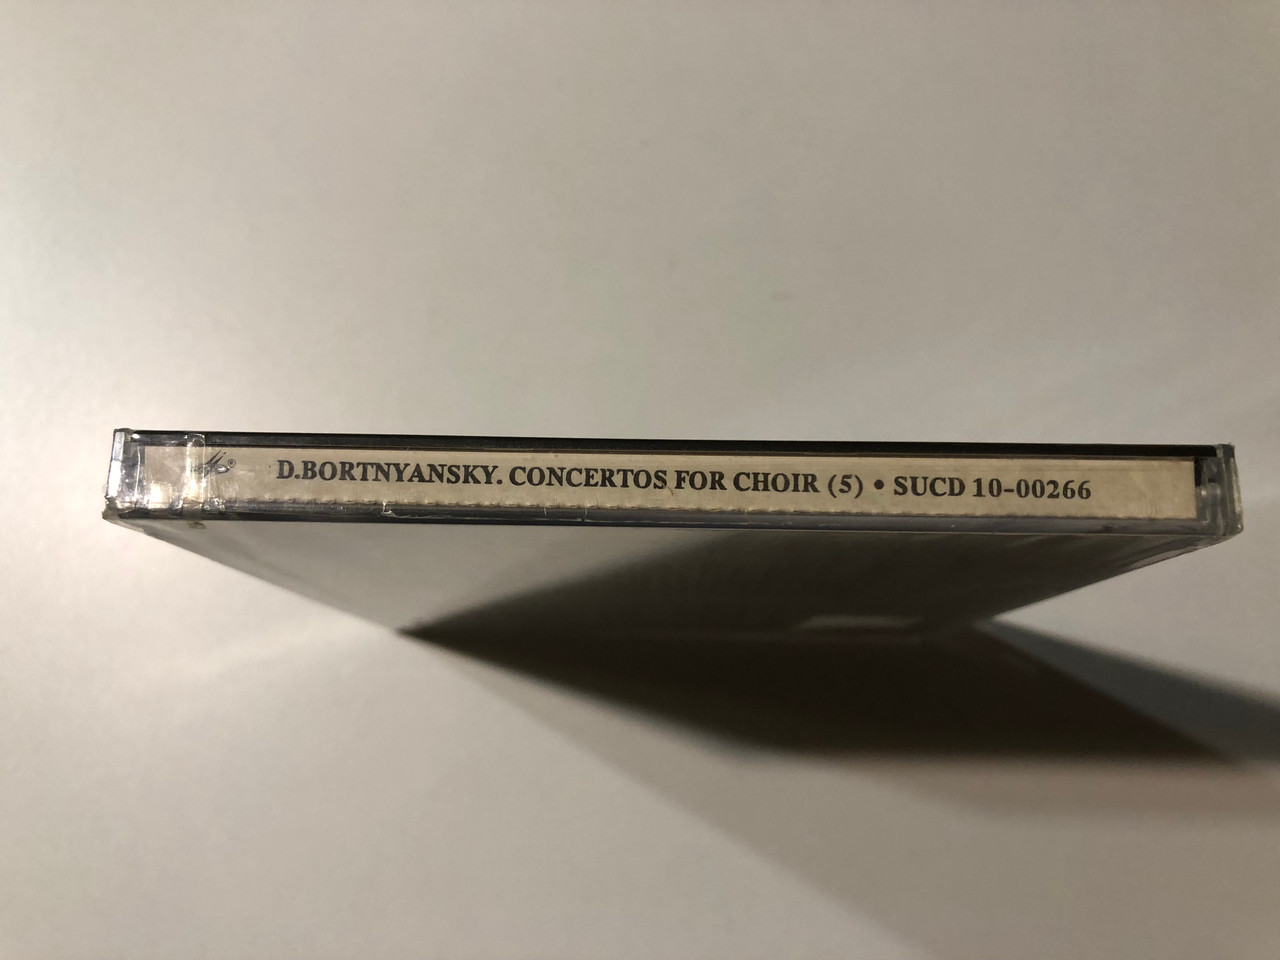 D.BORTNYANSKY. CONCERTOS FOR CHOIR (5) • SUCD 10-00266